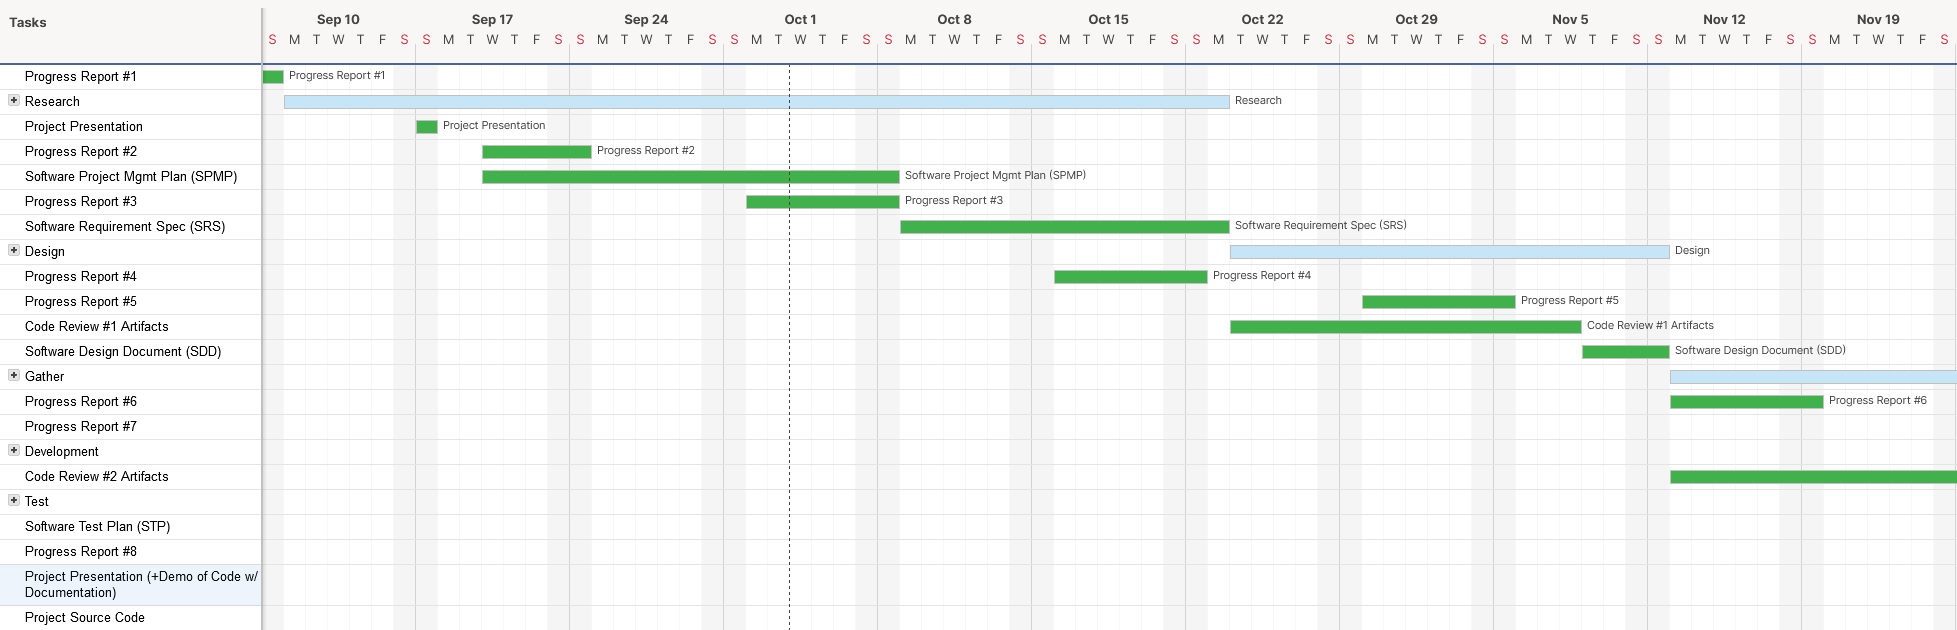 Tasks
Sep 10 Sep 17 Sep 24 Oct 1 Oct 8 Oct 15 Oct 22 Oct 29 Nov 5 Nov 12 Nov 19
S M T W T F S S M T W T F S S M T W T F S S M T W T F S S M T W T F S S M T W T F S S M T W T F S S M T W T F S S M T W T F S S M T W T F S S M T W T F S
Progress Report #1 Progress Report #1
Research Research
Project Presentation Project Presentation
Progress Report #2 Progress Report #2
Software Project Mgmt Plan (SPMP) Software Project Mgmt Plan (SPMP)
Progress Report #3 Progress Report #3
Software Requirement Spec (SRS) Software Requirement Spec (SRS)
Design Design
Progress Report #4 Progress Report #4
Progress Report #5 Progress Report #5
Code Review #1 Artifacts Code Review #1 Artifacts
Software Design Document (SDD) Software Design Document (SDD)
Gather
Progress Report #6 Progress Report #6
Progress Report #7
Development
Code Review #2 Artifacts
Test
Software Test Plan (STP)
Progress Report #8
Project Presentation (+Demo of Code w/
Documentation)
Project Source Code